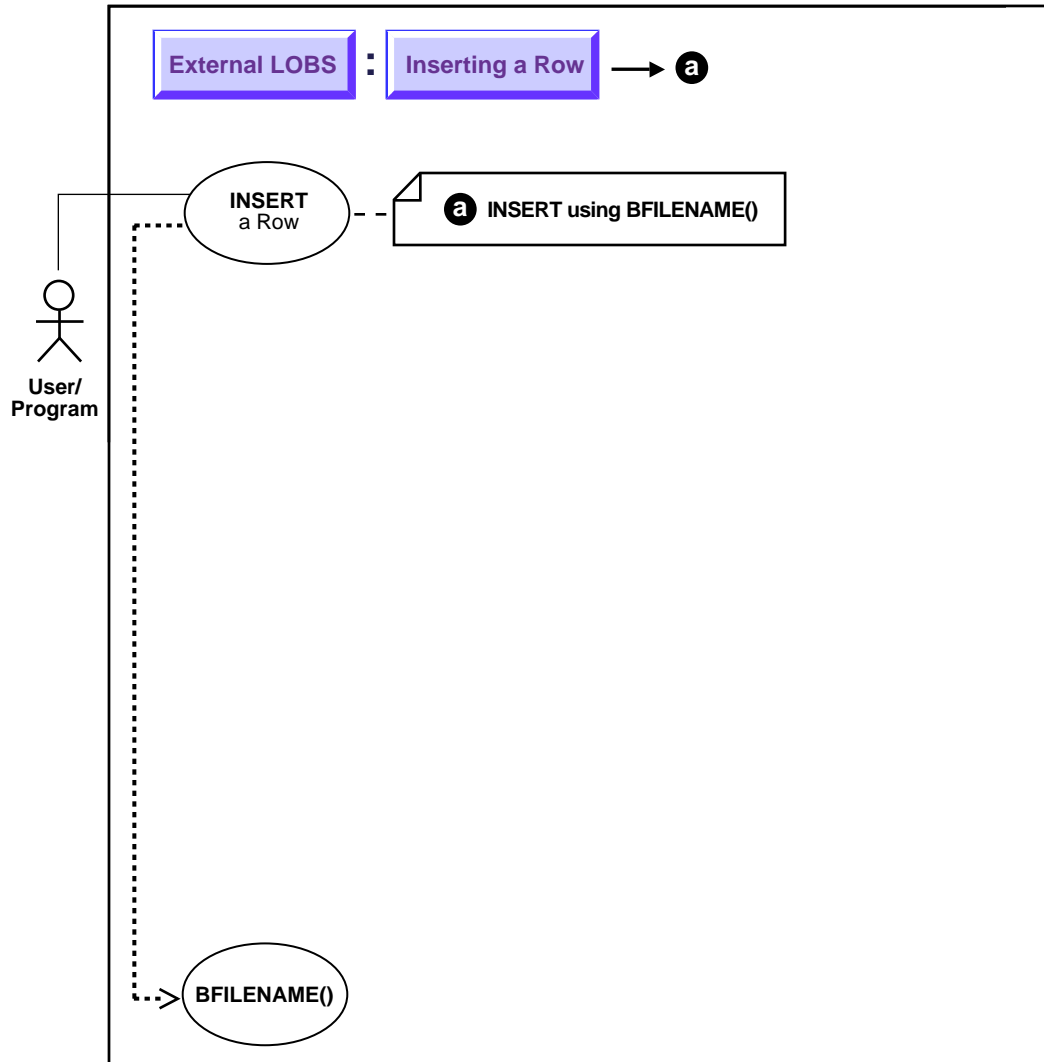 External LOBS : Inserting a Row a
INSERT
a Row
a INSERT using BFILENAME()
User/
Program
BFILENAME()